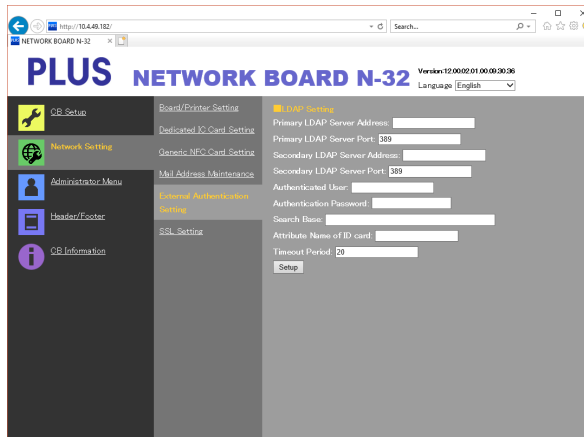 http://10.4.49.182/
Search...
NETWORK BOARD N-32
PLUS NETWORK BOARD N-32
Version:12.00.02.01.00.09.30.36
Language English
CB Setup
Network Setting
Administrator Menu
Header/Footer
CB Information
Board/Printer Setting
Dedicated IC Card Setting
Generic NFC Card Setting
Mail Address Maintenance
External Authentication
Setting
SSL Setting
LDAP Setting
Primary LDAP Server Address:
Primary LDAP Server Port: 389
Secondary LDAP Server Address:
Secondary LDAP Server Port: 389
Authenticated User:
Authentication Password:
Search Base:
Attribute Name of ID card:
Timeout Period: 20
Setup